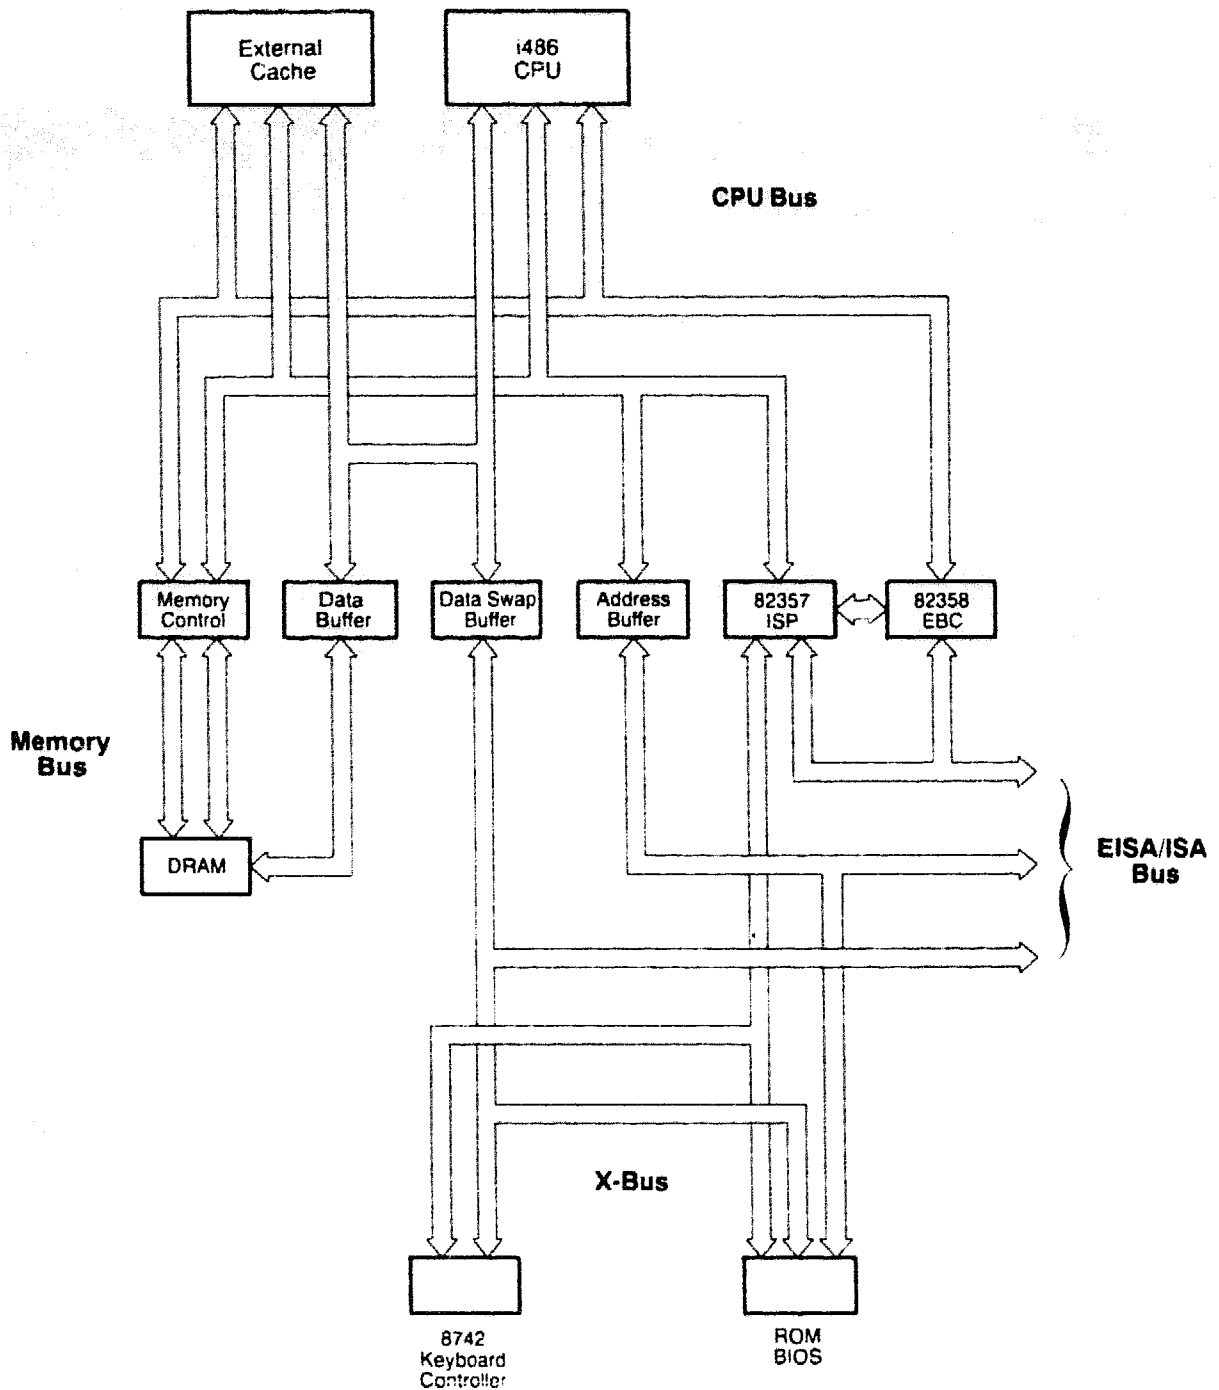 External
Cache
i486
CPU
CPU Bus
Memory
Control
Data
Buffer
Data Swap
Buffer
Address
Buffer
82357
ISP
82358
EBC
Memory
Bus
DRAM
EISA/ISA
Bus
X-Bus
8742
Keyboard
Controller
ROM
BIOS